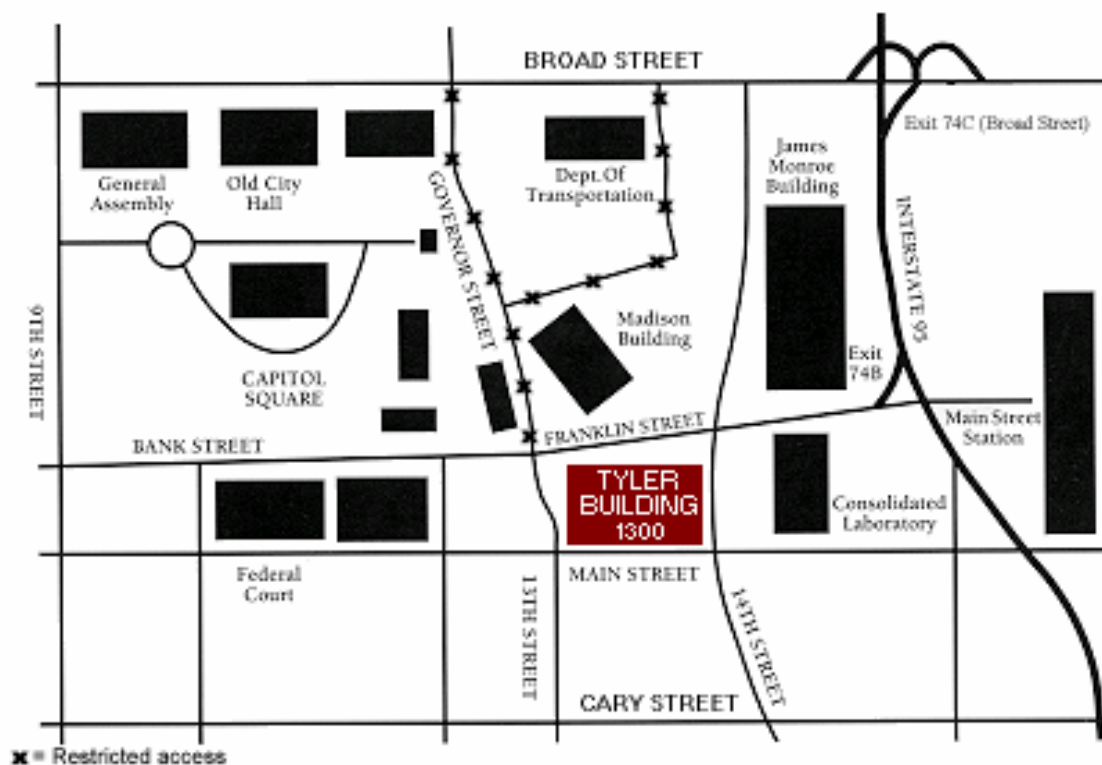 BROAD STREET
Exit 74C (Broad Street)
General
Assembly
Old City
Hall
Dept. Of
Transportation
James
Monroe
Building
GOVERNOR STREET
INTERSTATE 95
9TH STREET
Madison
Building
Exit
74B
CAPITOL
SQUARE
BANK STREET
FRANKLIN STREET
Main Street
Station
TYLER
BUILDING
1300
Consolidated
Laboratory
Federal
Court
MAIN STREET
13TH STREET
14TH STREET
CARY STREET
x = Restricted access